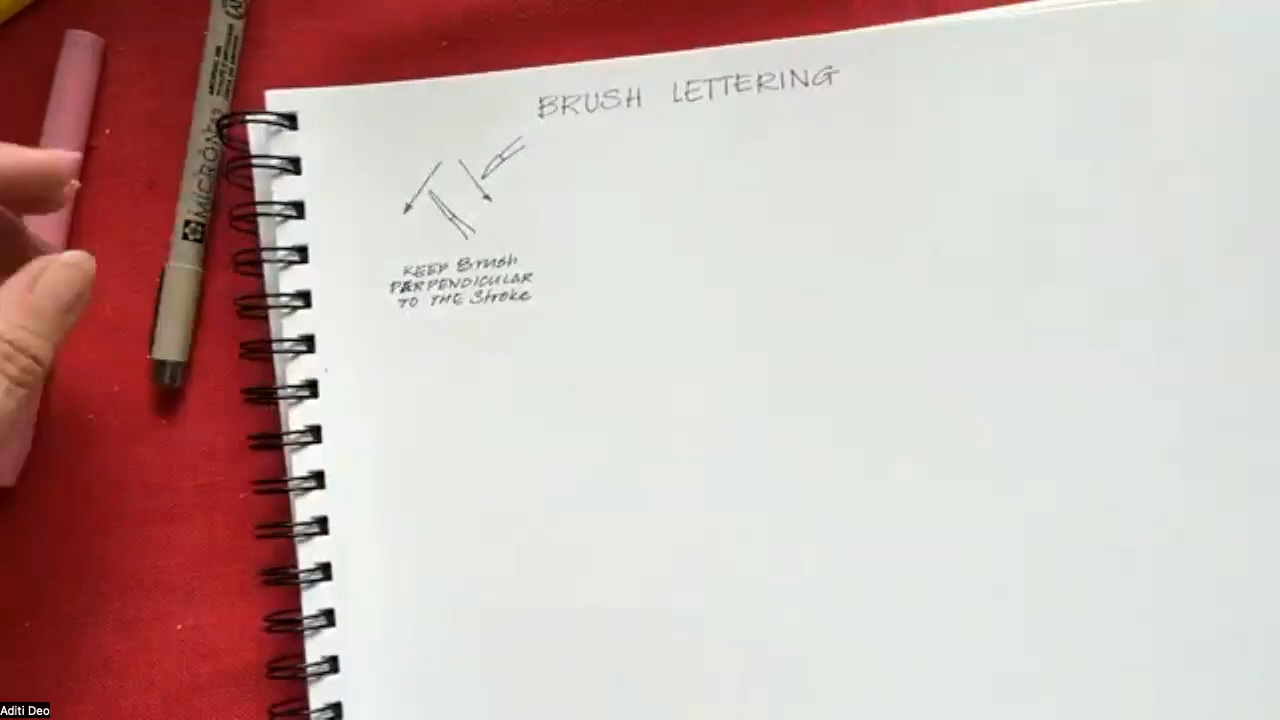 BRUSH LETTERING
KEEP Brush
PERPENDICULAR
TO THE Stroke
MICRON
Aditi Deo